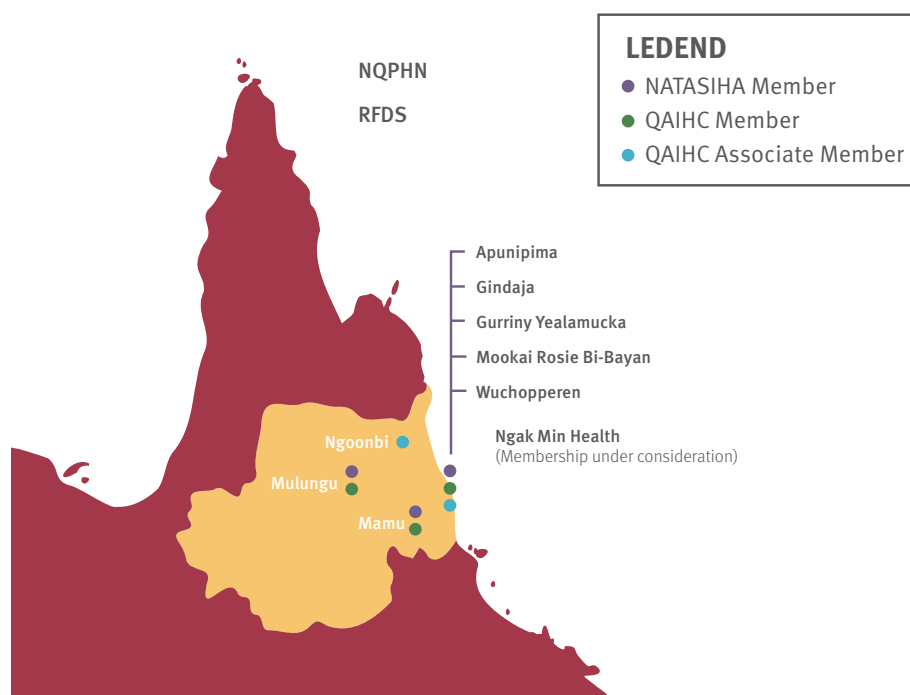 NQPHN
RFDS
LEDEND
NATASIHA Member
QAIHC Member
QAIHC Associate Member
Apunipima
Gindaja
Gurriny Yealamucka
Mookai Rosie Bi-Bayan
Wuchopperen
Ngak Min Health
(Membership under consideration)
Ngoonbi
Mulungu
Mamu